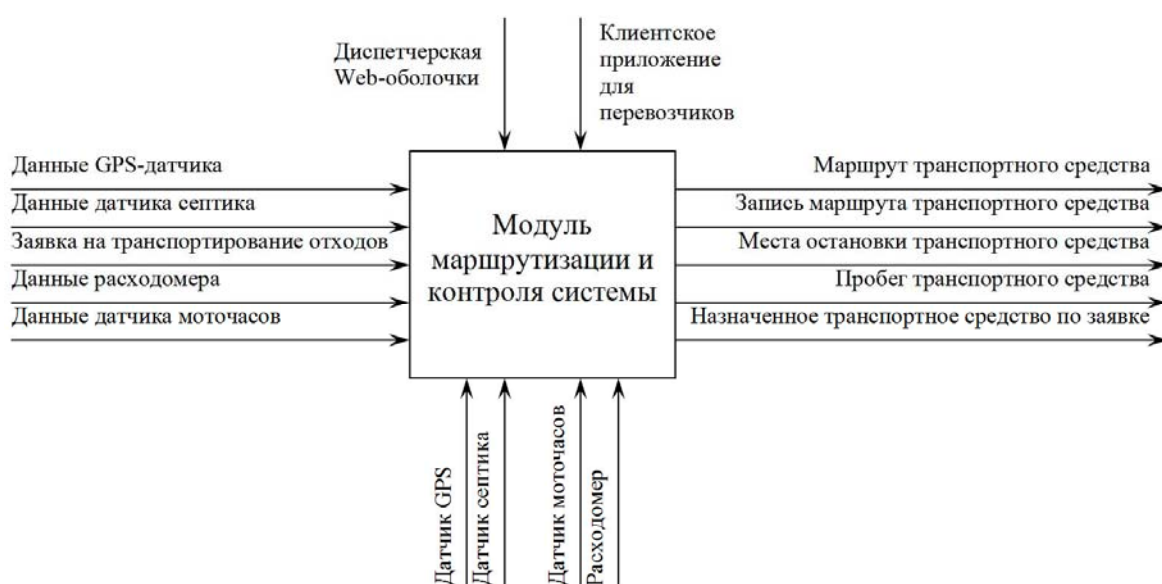 Диспетчерская
Web-оболочки
Клиентское
приложение
для
перевозчиков
Данные GPS-датчика
Данные датчика септика
Заявка на транспортирование отходов
Данные расходомера
Данные датчика моточасов
Модуль
маршрутизации и
контроля системы
Маршрут транспортного средства
Запись маршрута транспортного средства
Места остановки транспортного средства
Пробег транспортного средства
Назначенное транспортное средство по заявке
Датчик GPS
Датчик септика
Датчик моточасов
Расходомер